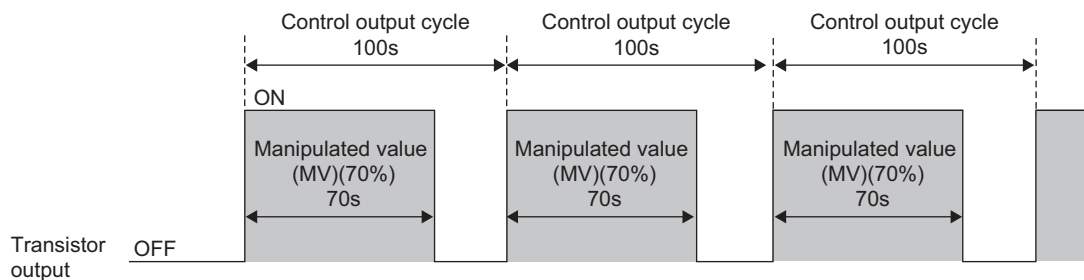 Control output cycle
100s
Control output cycle
100s
Control output cycle
100s
ON
Manipulated value
(MV)(70%)
70s
Manipulated value
(MV)(70%)
70s
Manipulated value
(MV)(70%)
70s
Transistor
output
OFF